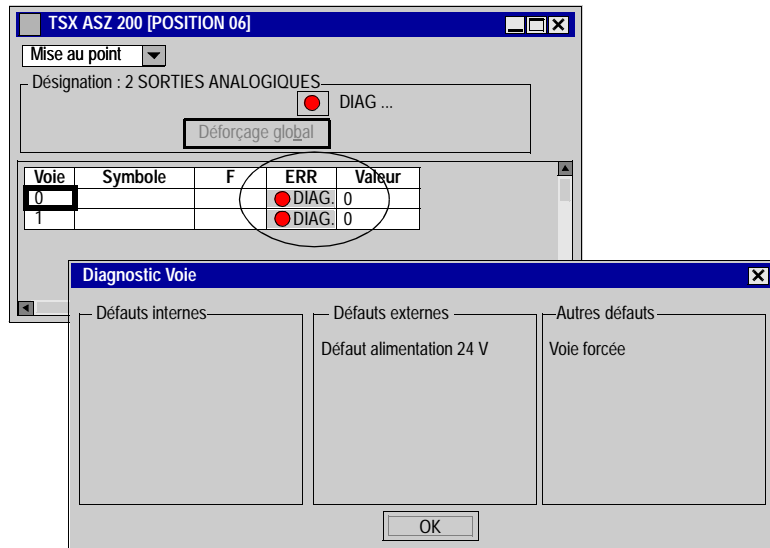 TSX ASZ 200 [POSITION 06]
Mise au point
Désignation : 2 SORTIES ANALOGIQUES
DIAG ...
Déforçage global
Voie Symbole F ERR Valeur
0 DIAG. 0
1 DIAG. 0
Diagnostic Voie
Défauts internes
Défauts externes
Autres défauts
Défaut alimentation 24 V
Voie forcée
OK